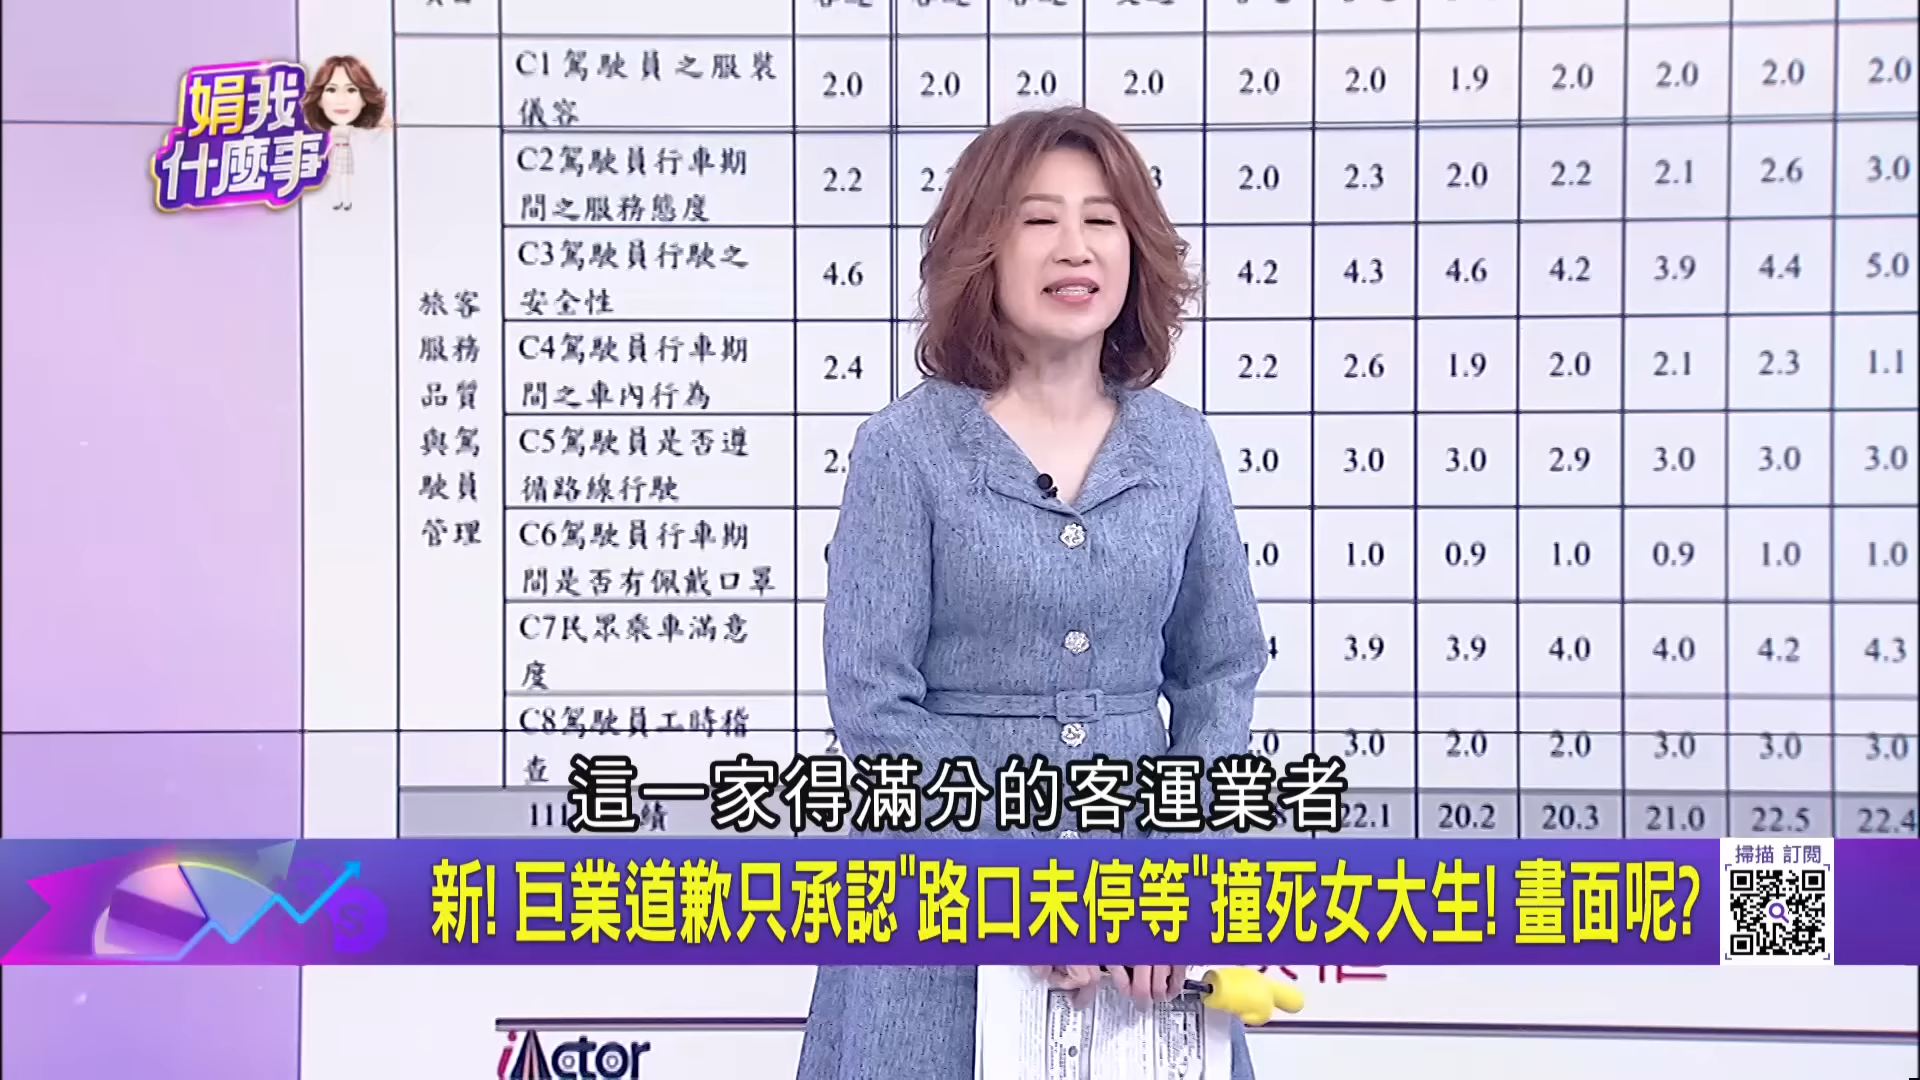 娟我
什麼事
C1駕駛員之服裝
儀容
2.0 2.0 2.0 2.0 2.0 2.0 1.9 2.0 2.0 2.0 2.0
C2駕駛員行車期
間之服務態度
2.2 2. 3 2.0 2.3 2.0 2.2 2.1 2.6 3.0
C3駕駛員行駛之
安全性
4.6 4.2 4.3 4.6 4.2 3.9 4.4 5.0
旅客
服務
品質
與駕
駛員
管理
C4駕駛員行車期
間之車內行為
2.4 2.2 2.6 1.9 2.0 2.1 2.3 1.1
C5駕駛員是否遵
循路線行駛
2. 3.0 3.0 3.0 2.9 3.0 3.0 3.0
C6駕駛員行車期
間是否有佩戴口罩
.0 1.0 0.9 1.0 0.9 1.0 1.0
C7民眾乘車滿意
度
4 3.9 3.9 4.0 4.0 4.2 4.3
C8駕駛員工時稽
查
2 .0 3.0 2.0 2.0 3.0 3.0 3.0
這一家得滿分的客運業者
111 績 22.1 20.2 20.3 21.0 22.5 22.4
新! 巨業道歉只承認"路口未停等"撞死女大生! 畫面呢?
掃描 訂閱
iActor